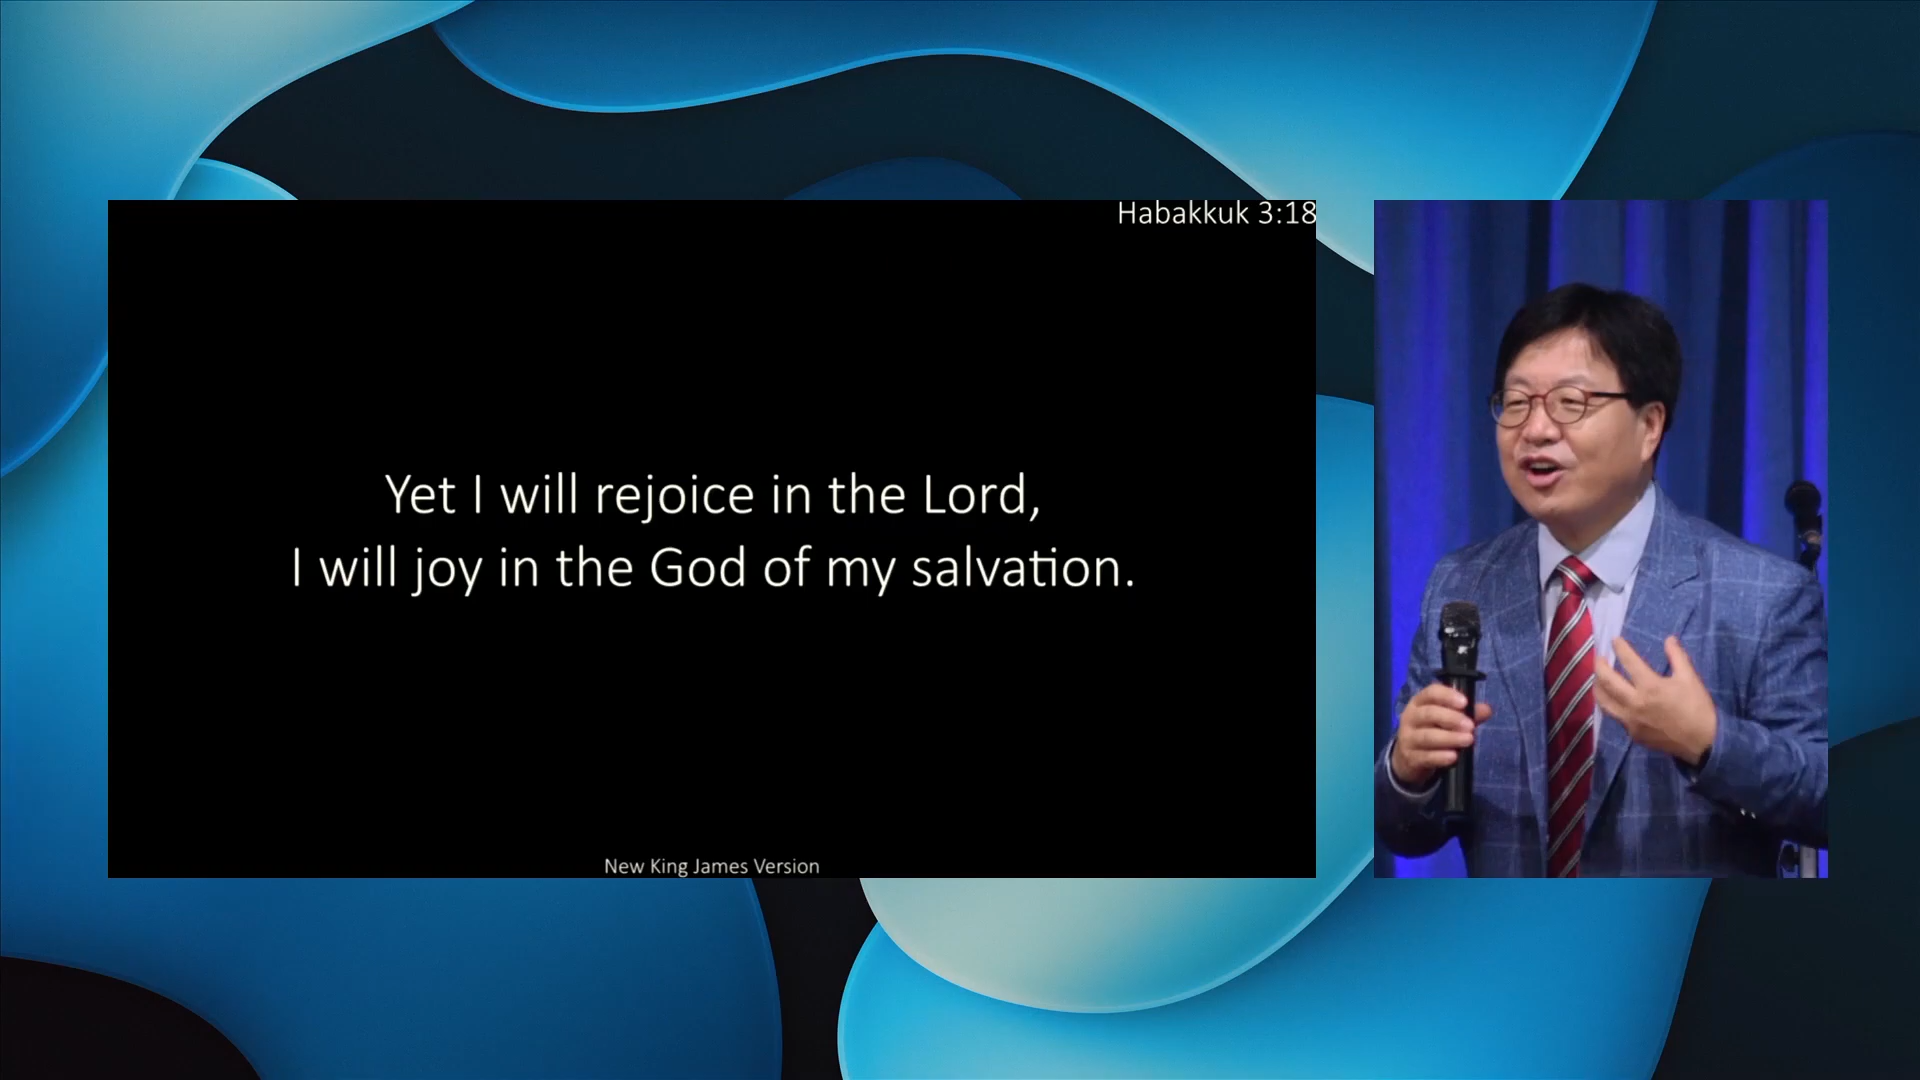 Habakkuk 3:18
Yet I will rejoice in the Lord,
I will joy in the God of my salvation.
New King James Version